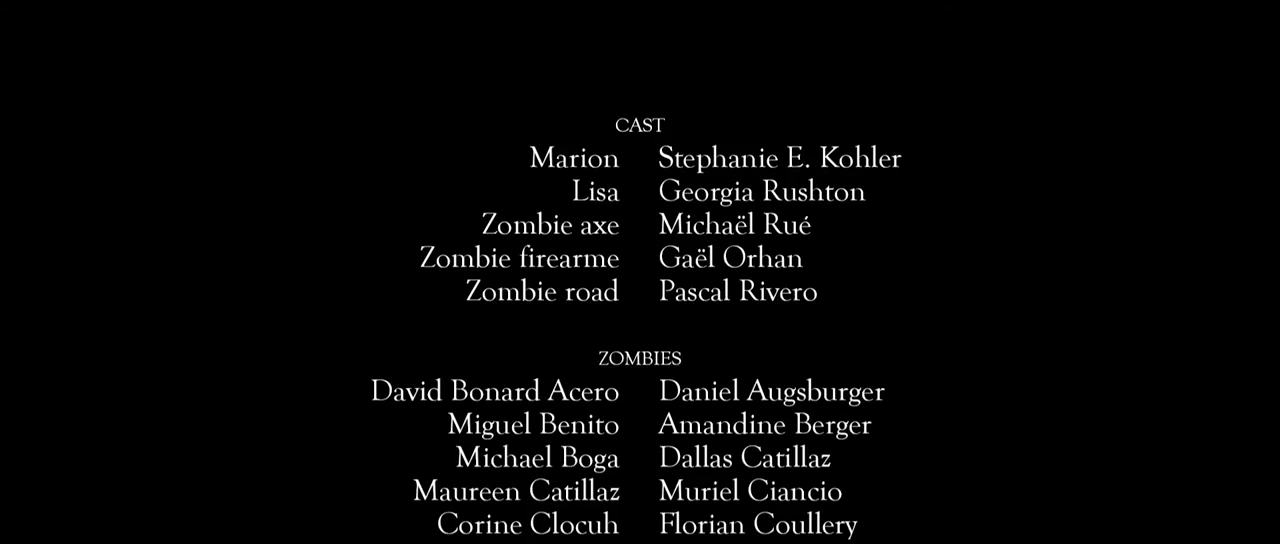 CAST
Marion Stephanie E. Kohler
Lisa Georgia Rushton
Zombie axe Michaël Rué
Zombie firearme Gaël Orhan
Zombie road Pascal Rivero
ZOMBIES
David Bonard Acero Daniel Augsburger
Miguel Benito Amandine Berger
Michael Boga Dallas Catillaz
Maureen Catillaz Muriel Ciancio
Corine Clocuh Florian Coullery